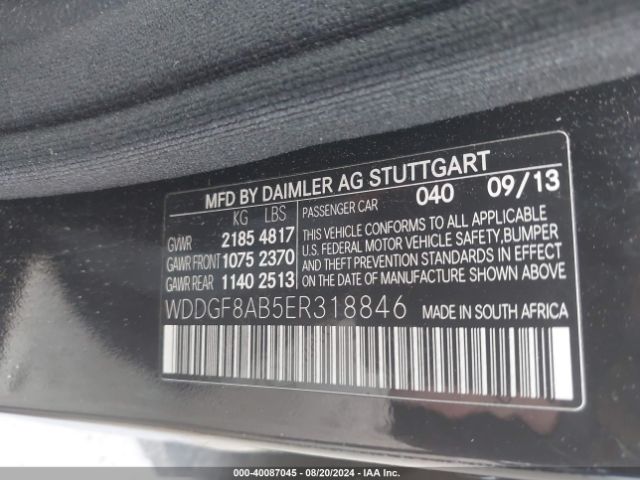 MFD BY DAIMLER AG STUTTGART
KG LBS PASSENGER CAR 040 09/13
GVWR 2185 4817
GAWR FRONT 1075 2370
GAWR REAR 1140 2513
THIS VEHICLE CONFORMS TO ALL APPLICABLE
U.S. FEDERAL MOTOR VEHICLE SAFETY, BUMPER
AND THEFT PREVENTION STANDARDS IN EFFECT
ON THE DATE OF MANUFACTURE SHOWN ABOVE.
WDDGF8AB5ER318846 MADE IN SOUTH AFRICA
000-40087045 - 08/20/2024 - IAA Inc.